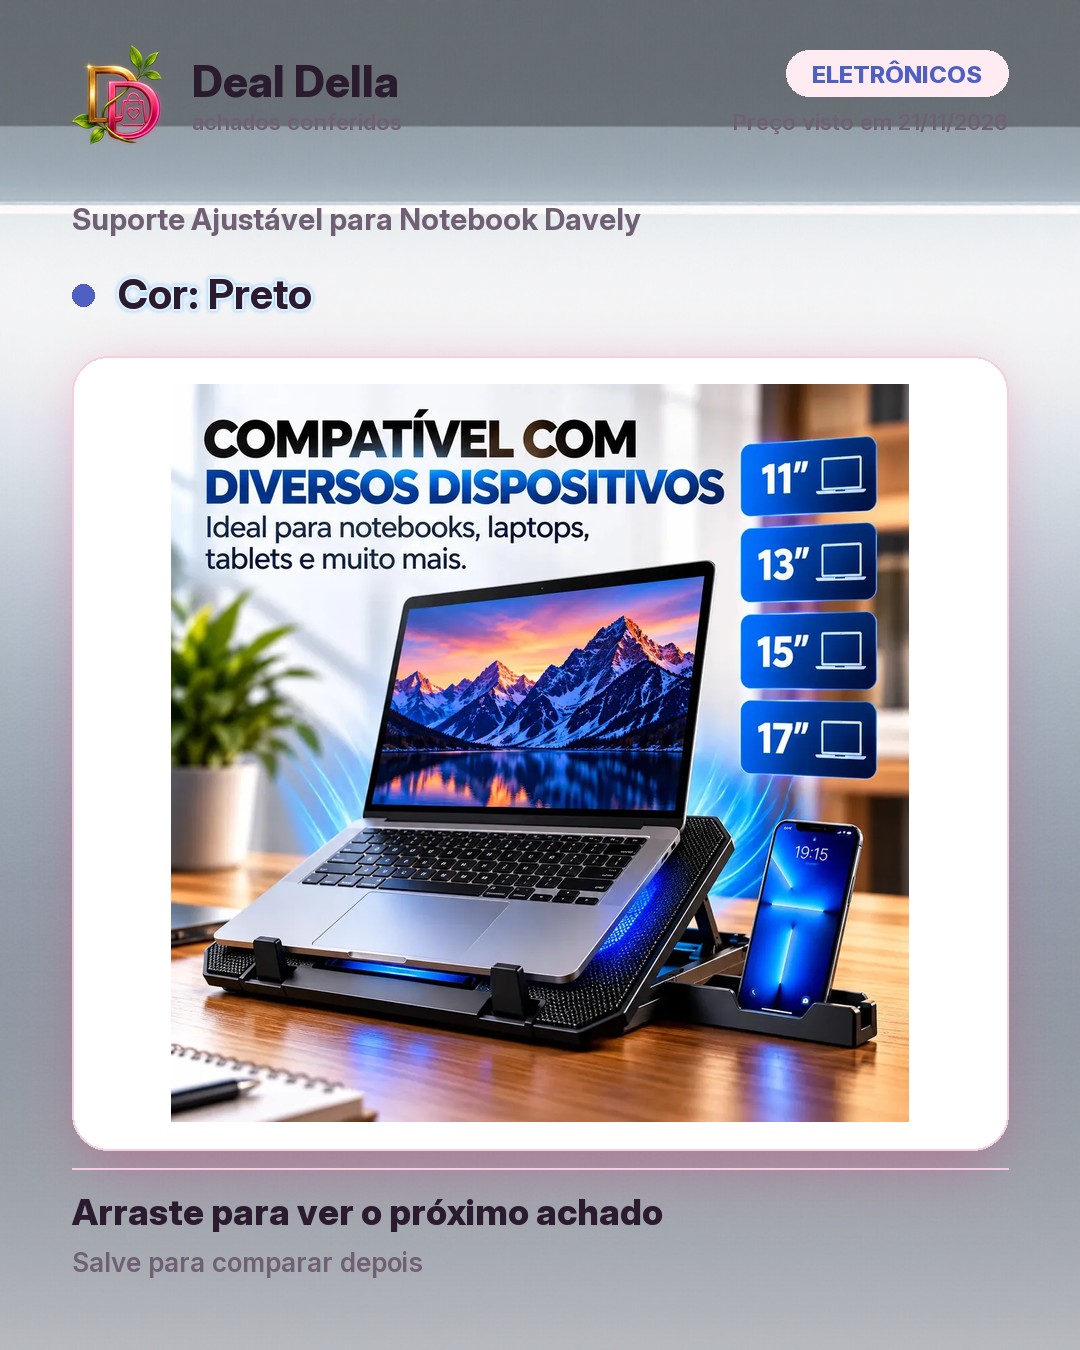 Deal Della
achados conferidos
ELETRÔNICOS
Preço visto em 21/11/2026
Suporte Ajustável para Notebook Davely
Cor: Preto
COMPATÍVEL COM
DIVERSOS DISPOSITIVOS
Ideal para notebooks, laptops,
tablets e muito mais.
11”
13”
15”
17”
19:15
Arraste para ver o próximo achado
Salve para comparar depois